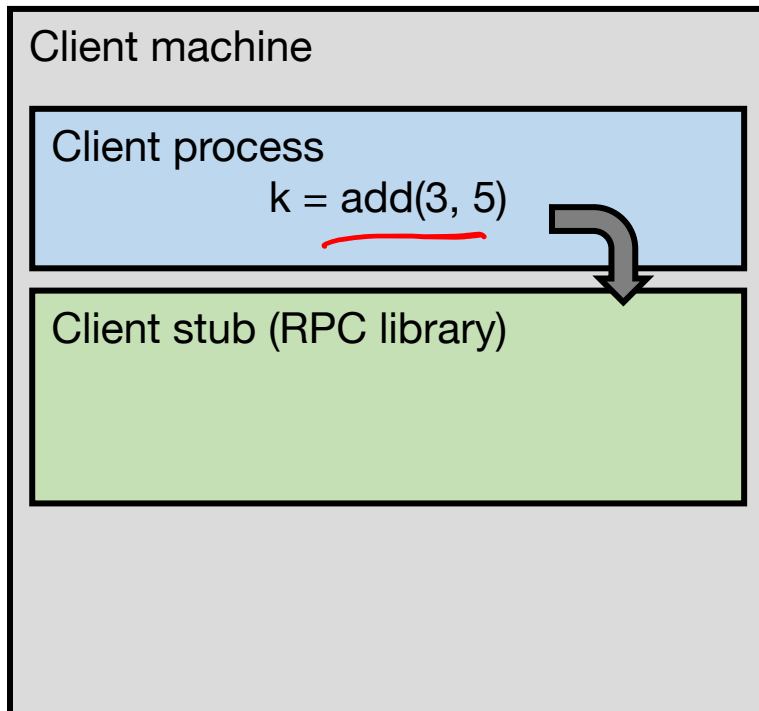 Client machine
Client process
k = add(3, 5)
Client stub (RPC library)